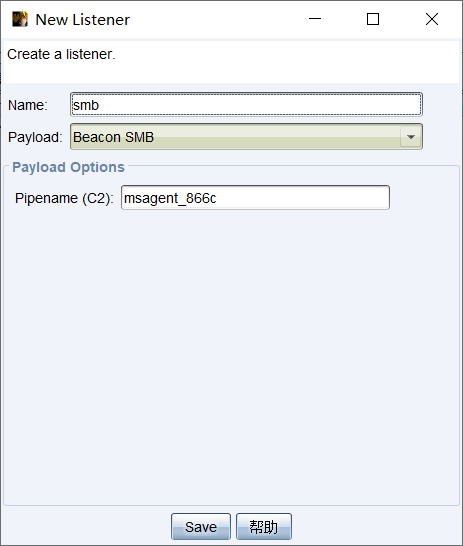 New Listener
Create a listener.
Name: smb
Payload: Beacon SMB
Payload Options
Pipename (C2): msagent_866c
Save 帮助